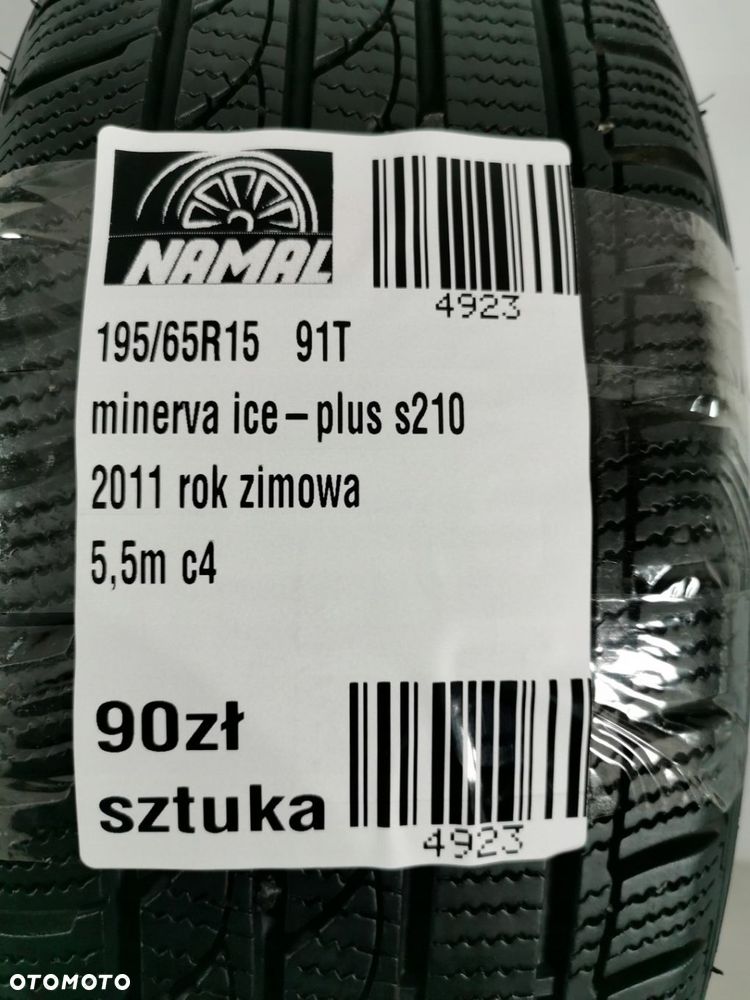 NAMAL
4923
195/65R15 91T
minerva ice – plus s210
2011 rok zimowa
5,5m c4
90zł
sztuka
4923
OTOMOTO